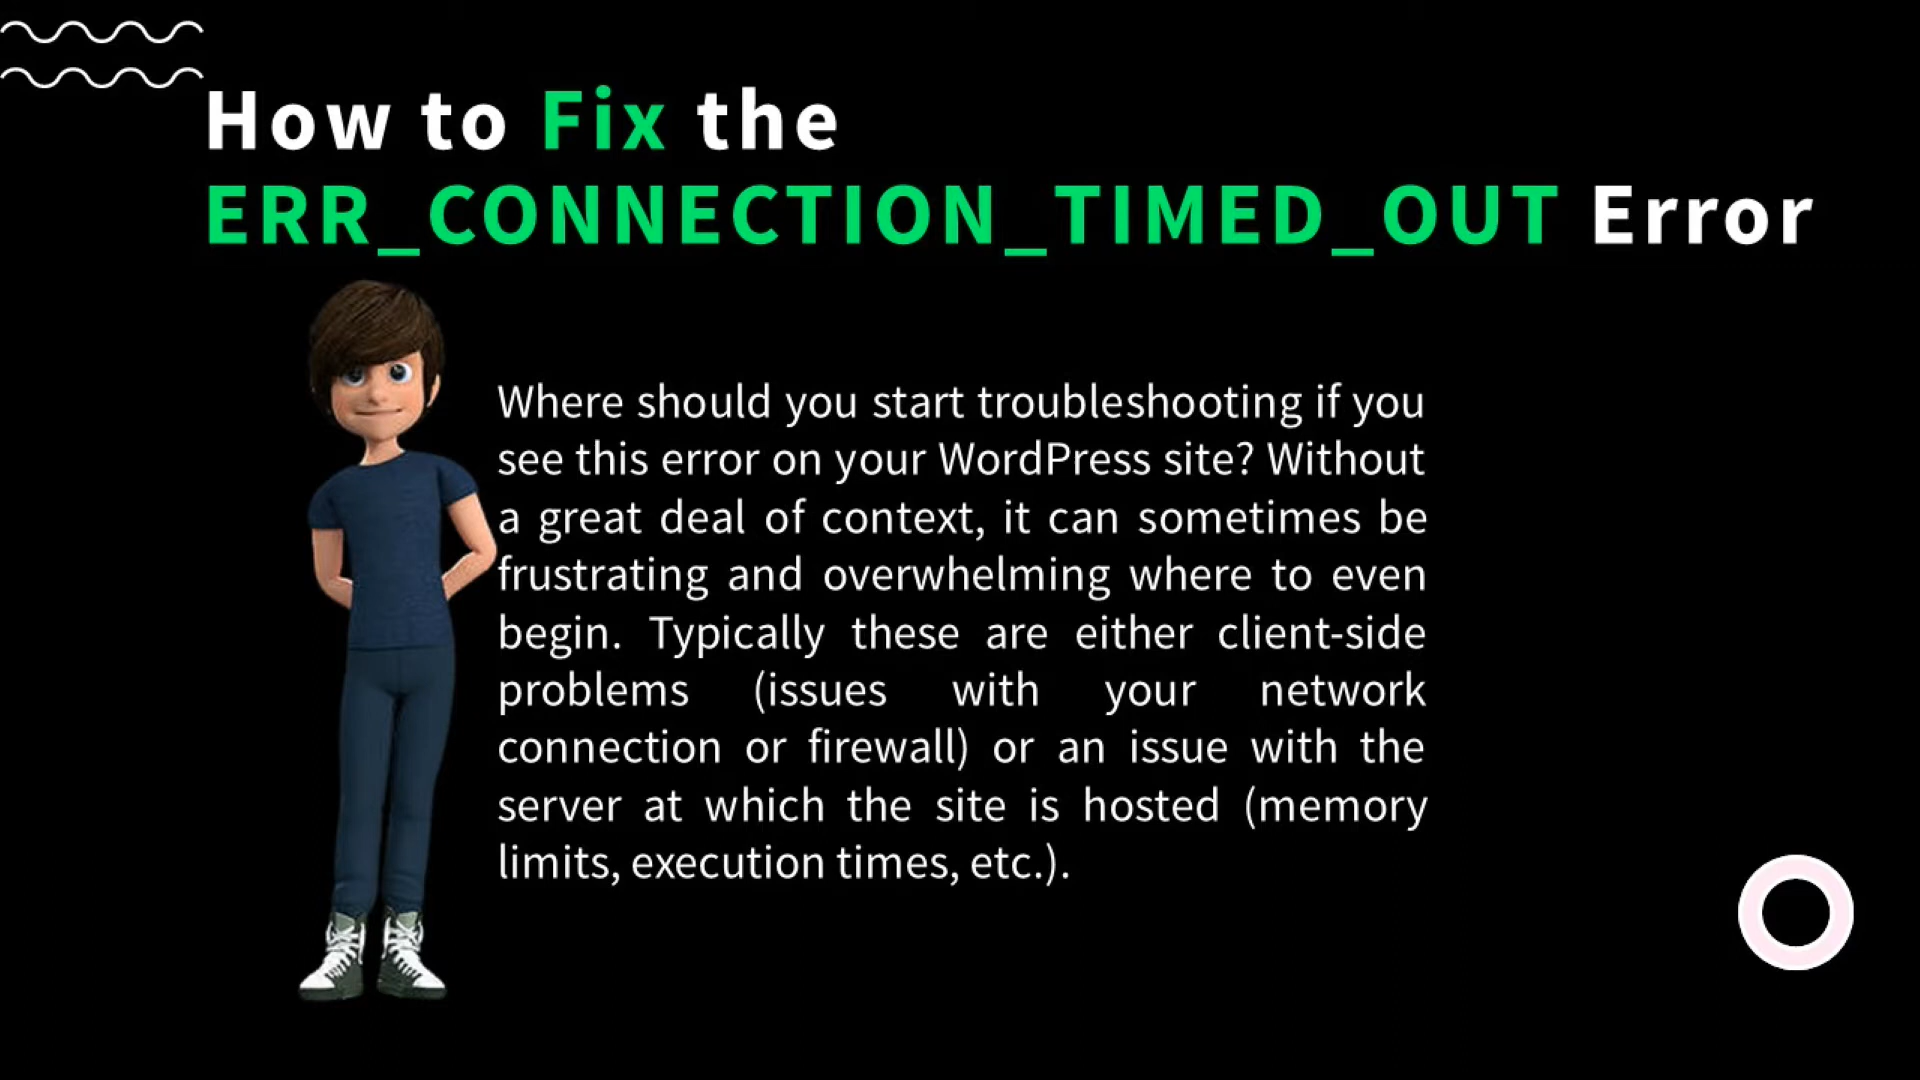 How to Fix the
ERR_CONNECTION_TIMED_OUT Error
Where should you start troubleshooting if you
see this error on your WordPress site? Without
a great deal of context, it can sometimes be
frustrating and overwhelming where to even
begin. Typically these are either client-side
problems (issues with your network
connection or firewall) or an issue with the
server at which the site is hosted (memory
limits, execution times, etc.).